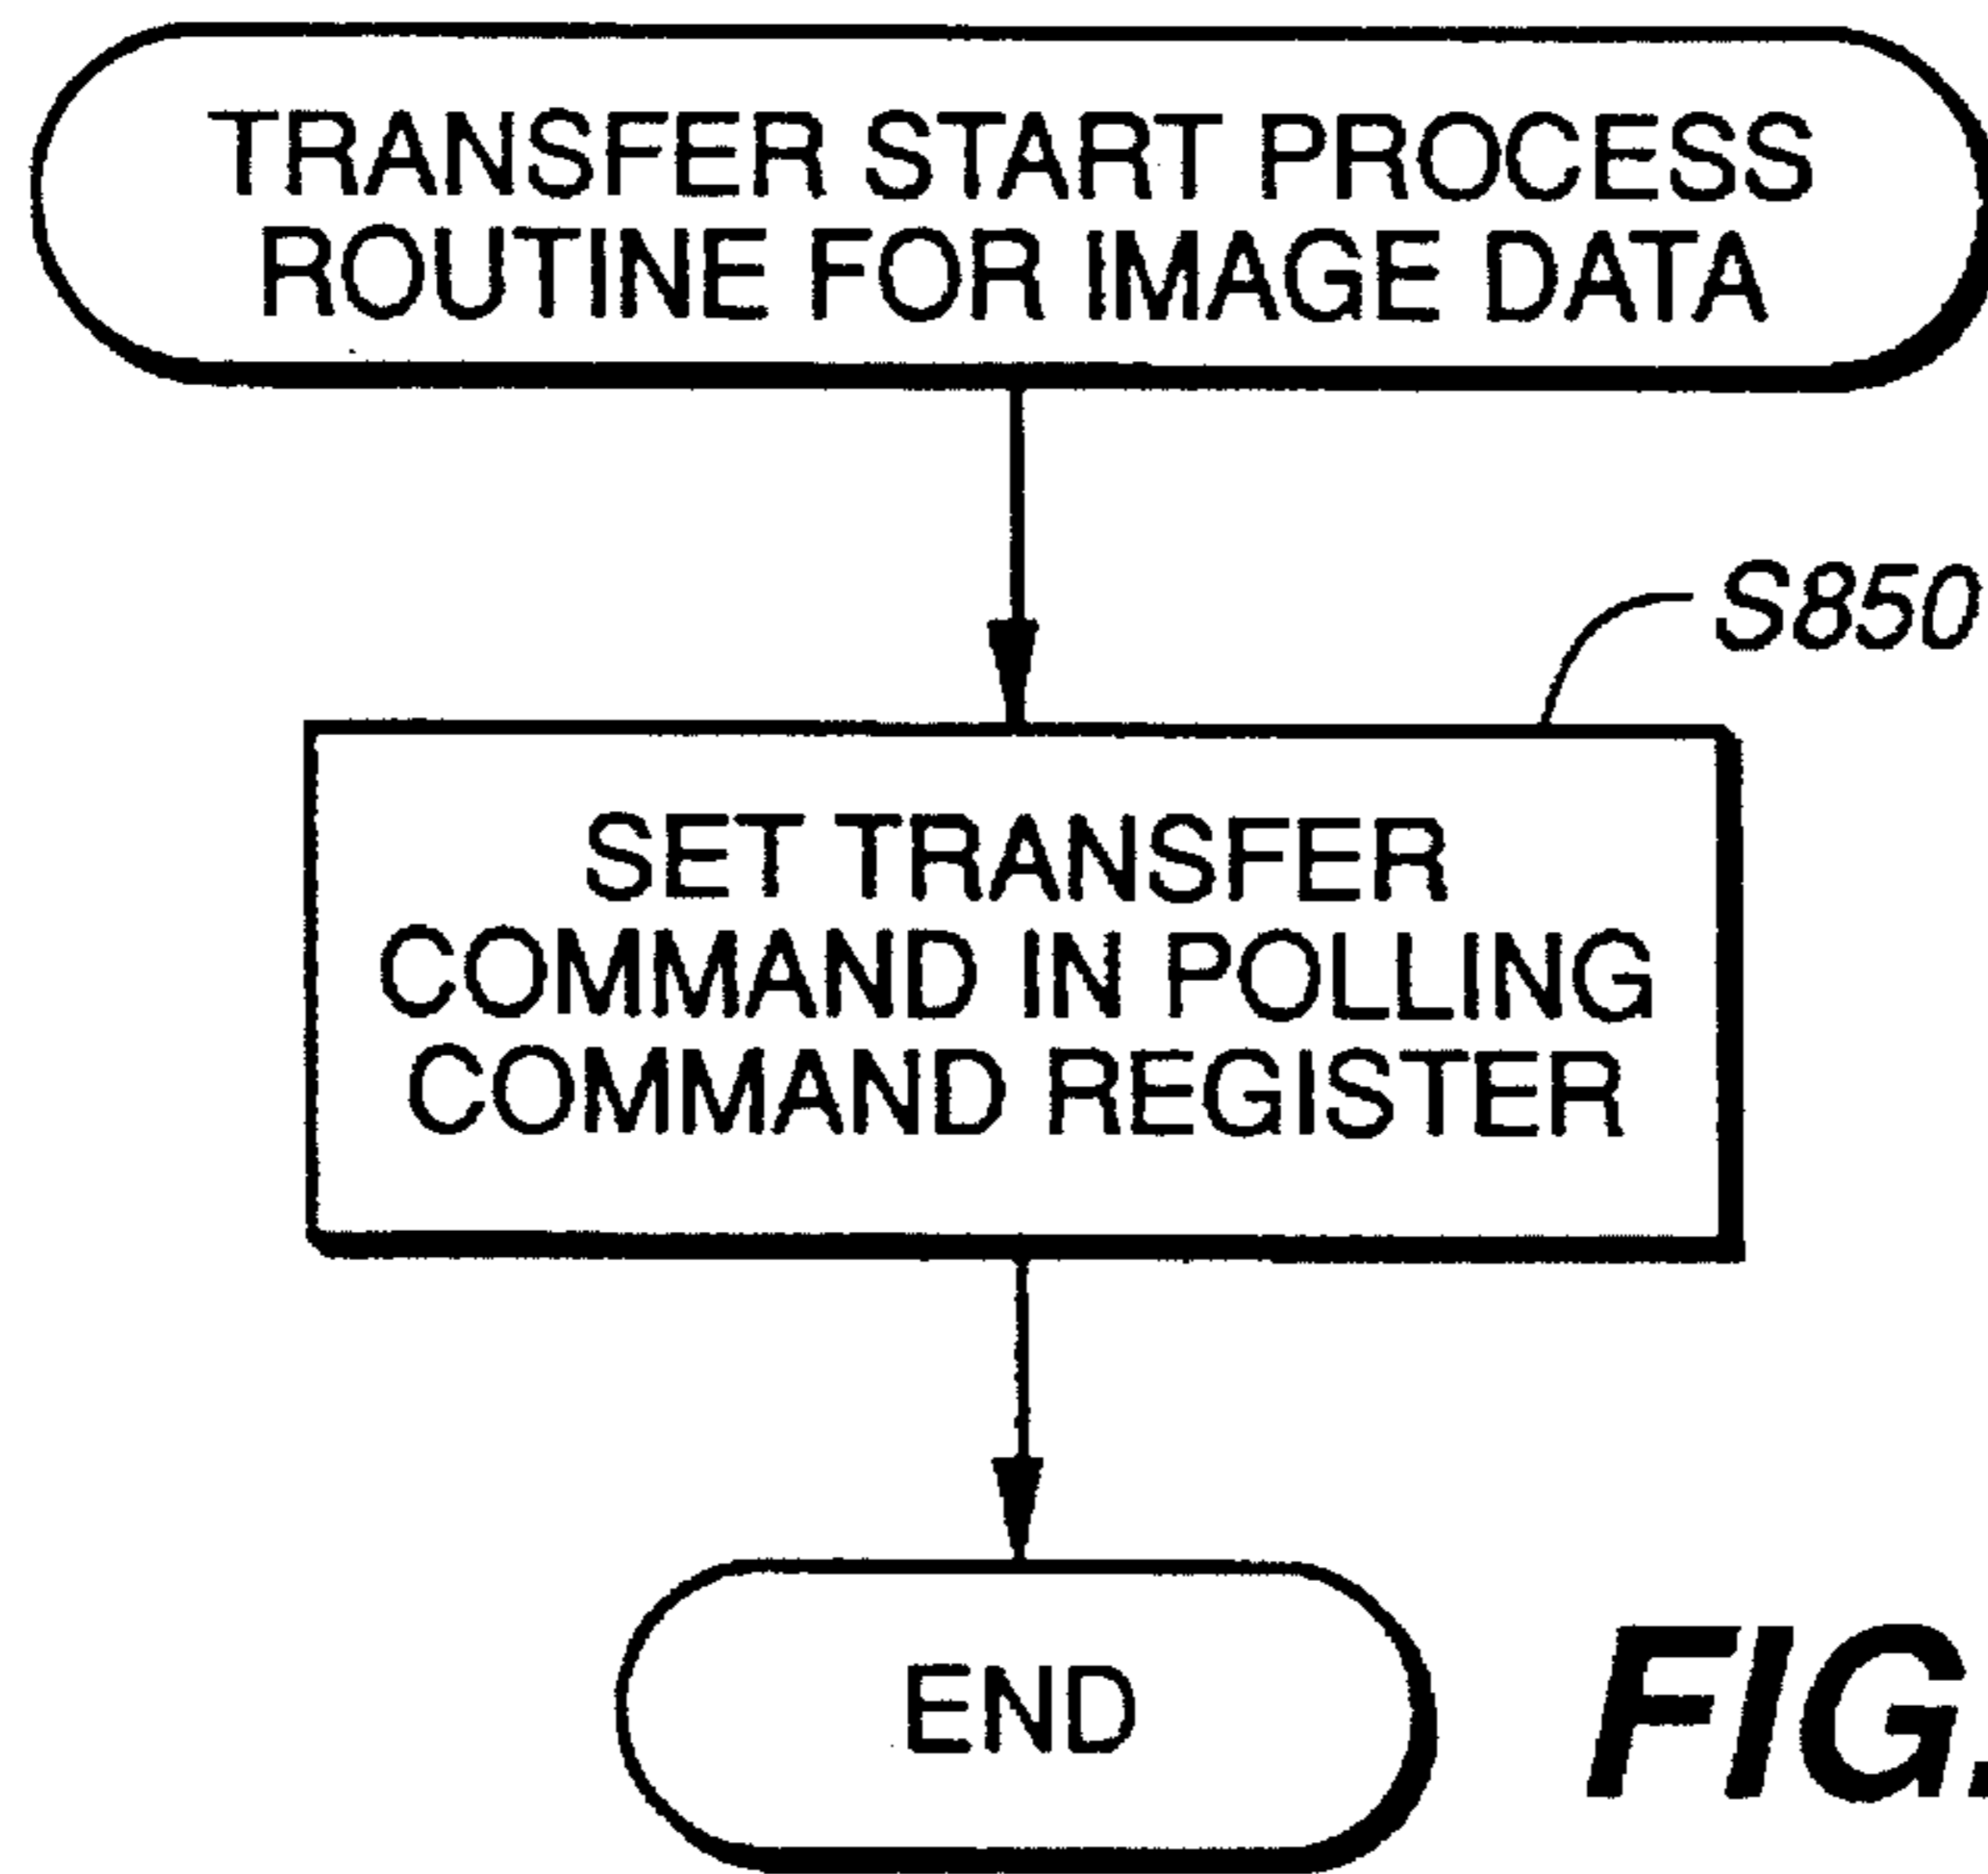 TRANSFER START PROCESS
ROUTINE FOR IMAGE DATA
S850
SET TRANSFER
COMMAND IN POLLING
COMMAND REGISTER
END
FIG.